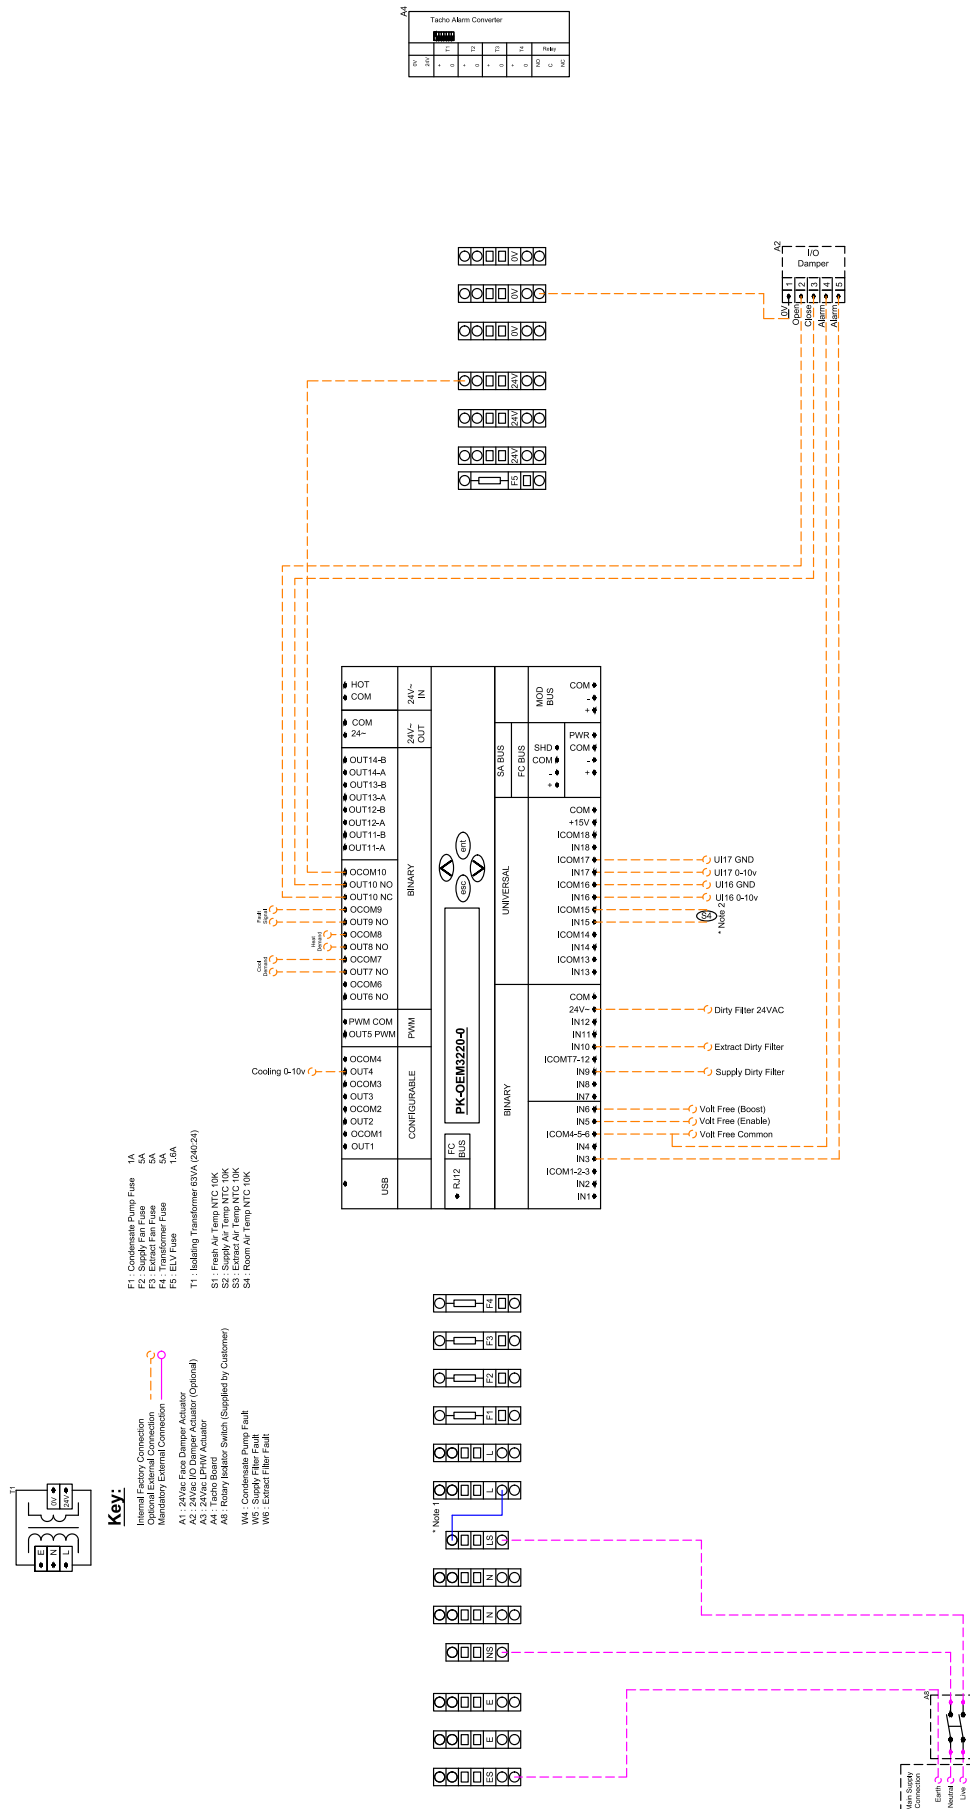 A4
Tacho Alarm Converter
T1 T2 T3 T4 Relay
0V 24V + 0 + 0 + 0 + 0 NO C NC
0V
0V
0V
24V
24V
24V
F5
A2
I/O
Damper
1 2 3 4 5
0V
Open
Close
Alarm
Alarm
HOT
COM
24V~
IN
COM
24~
24V~
OUT
OUT14-B
OUT14-A
OUT13-B
OUT13-A
OUT12-B
OUT12-A
OUT11-B
OUT11-A
OCOM10
OUT10 NO
OUT10 NC
OCOM9
OUT9 NO
OCOM8
OUT8 NO
OCOM7
OUT7 NO
OCOM6
OUT6 NO
BINARY
Fault
Signal
Heat
Demand
Cool
Demand
PWM COM
OUT5 PWM
PWM
OCOM4
OUT4
OCOM3
OUT3
OCOM2
OUT2
OCOM1
OUT1
CONFIGURABLE
Cooling 0-10v
USB
ent
esc
PK-OEM3220-0
FC
BUS
RJ12
MOD
BUS
COM
-
+
SA BUS
FC BUS
SHD
COM
-
+
PWR
COM
-
+
UNIVERSAL
COM
+15V
ICOM18
IN18
ICOM17
IN17
ICOM16
IN16
ICOM15
IN15
ICOM14
IN14
ICOM13
IN13
UI17 GND
UI17 0-10v
UI16 GND
UI16 0-10v
S4
* Note 2
BINARY
COM
24V~
IN12
IN11
IN10
ICOMT7-12
IN9
IN8
IN7
IN6
IN5
ICOM4-5-6
IN4
IN3
ICOM1-2-3
IN2
IN1
Dirty Filter 24VAC
Extract Dirty Filter
Supply Dirty Filter
Volt Free (Boost)
Volt Free (Enable)
Volt Free Common
F1 : Condensate Pump Fuse 1A
F2 : Supply Fan Fuse 5A
F3 : Extract Fan Fuse 5A
F4 : Transformer Fuse 5A
F5 : ELV Fuse 1.6A
T1 : Isolating Transformer 63VA (240:24)
S1 : Fresh Air Temp NTC 10K
S2 : Supply Air Temp NTC 10K
S3 : Extract Air Temp NTC 10K
S4 : Room Air Temp NTC 10K
Key:
Internal Factory Connection
Optional External Connection
Mandatory External Connection
A1 : 24Vac Face Damper Actuator
A2 : 24Vac I/O Damper Actuator (Optional)
A3 : 24Vac LPHW Actuator
A4 : Tacho Board
A8 : Rotary Isolator Switch (Supplied by Customer)
W4 : Condensate Pump Fault
W5 : Supply Filter Fault
W6 : Extract Filter Fault
T1
0V
24V
E
N
L
F4
F3
F2
F1
L
L
* Note 1
LS
N
N
NS
E
E
ES
A8
Main Supply
Connection
Earth
Neutral
Live